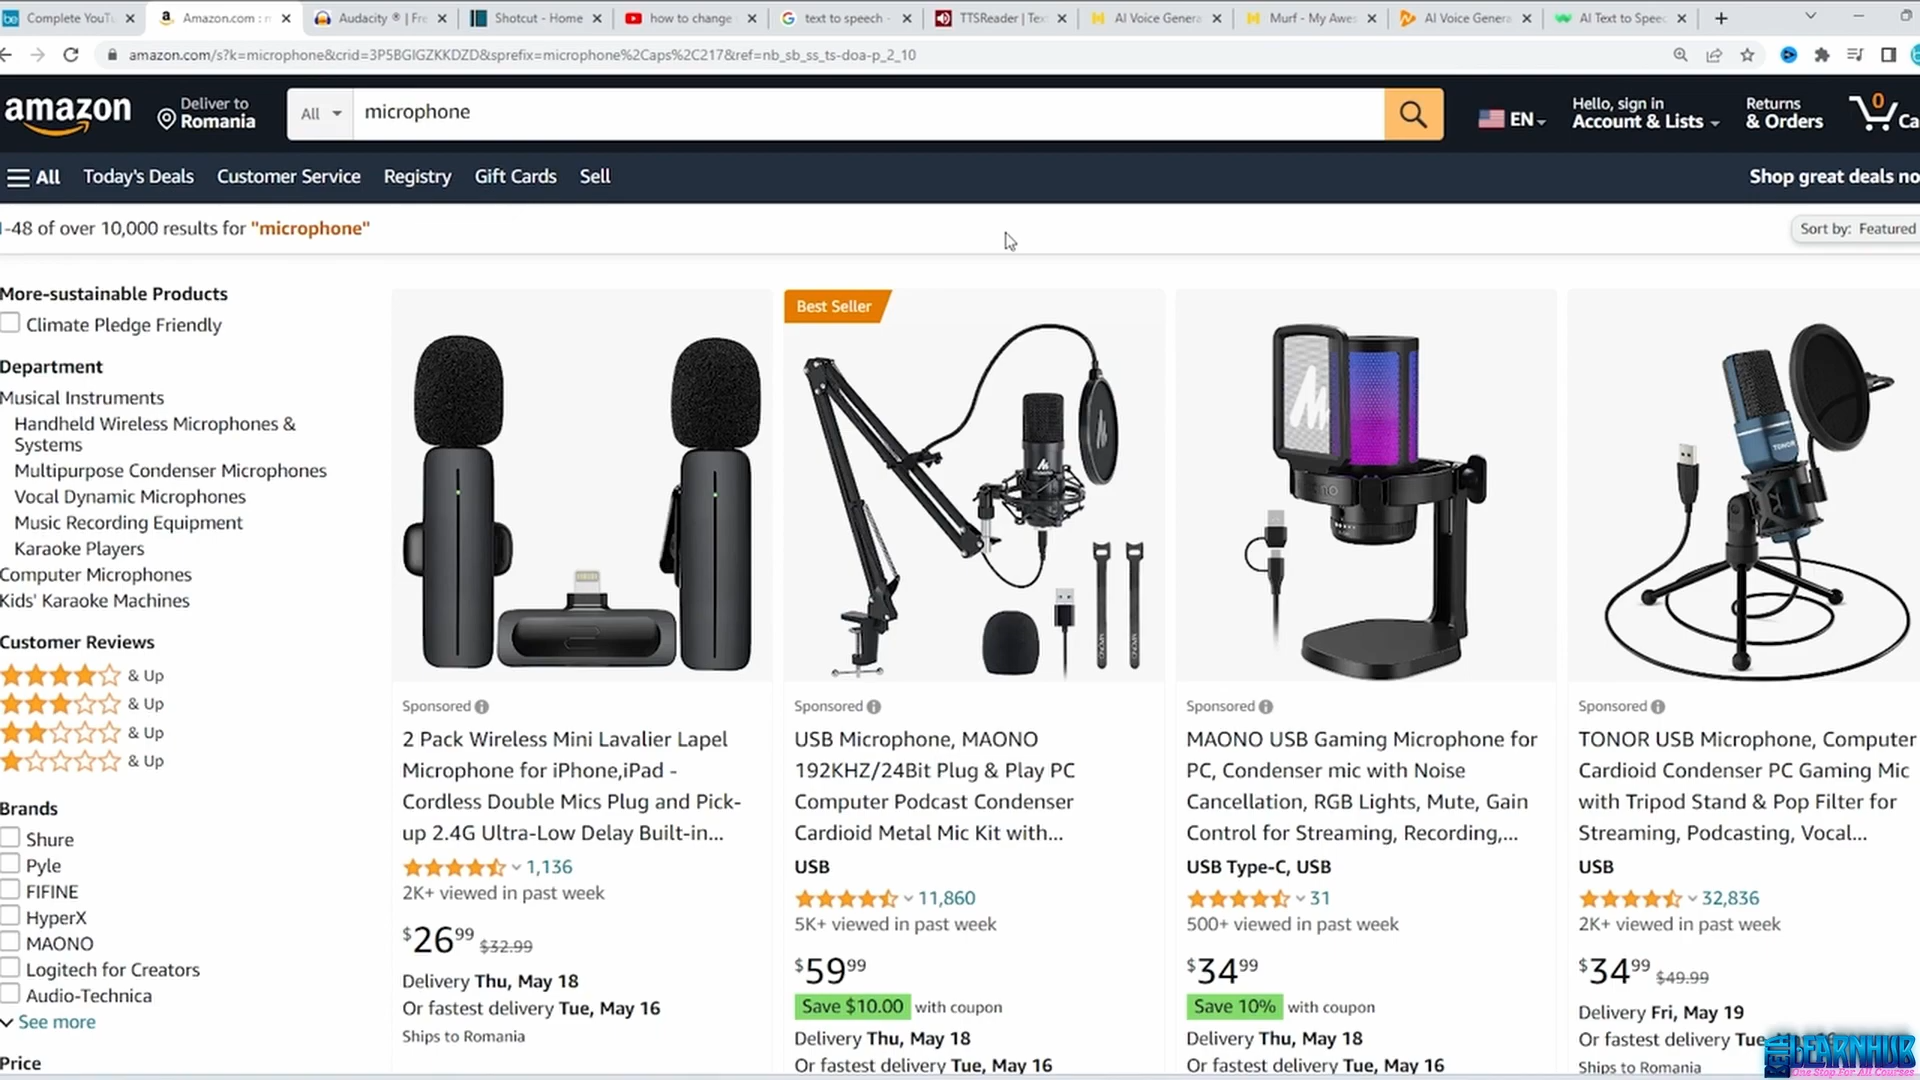 Complete YouTu
Amazon.com : m
Audacity ® | Fre
Shotcut - Home
how to change
text to speech -
TTSReader | Tex
AI Voice Genera
Murf - My Awes
AI Voice Genera
AI Text to Speec
amazon.com/s?k=microphone&crid=3P5BGIGZKKDZD&sprefix=microphone%2Caps%2C217&ref=nb_sb_ss_ts-doa-p_2_10
amazon
Deliver to
Romania
All
microphone
EN
Hello, sign in
Account & Lists
Returns
& Orders
0
Ca
All
Today's Deals
Customer Service
Registry
Gift Cards
Sell
Shop great deals no
-48 of over 10,000 results for "microphone"
Sort by: Featured
More-sustainable Products
Climate Pledge Friendly
Department
Musical Instruments
Handheld Wireless Microphones &
Systems
Multipurpose Condenser Microphones
Vocal Dynamic Microphones
Music Recording Equipment
Karaoke Players
Computer Microphones
Kids' Karaoke Machines
Customer Reviews
& Up
& Up
& Up
& Up
Brands
Shure
Pyle
FIFINE
HyperX
MAONO
Logitech for Creators
Audio-Technica
See more
Price
Sponsored
2 Pack Wireless Mini Lavalier Lapel
Microphone for iPhone,iPad -
Cordless Double Mics Plug and Pick-
up 2.4G Ultra-Low Delay Built-in...
1,136
2K+ viewed in past week
$26 99 $32.99
Delivery Thu, May 18
Or fastest delivery Tue, May 16
Ships to Romania
Best Seller
Sponsored
USB Microphone, MAONO
192KHZ/24Bit Plug & Play PC
Computer Podcast Condenser
Cardioid Metal Mic Kit with...
USB
11,860
5K+ viewed in past week
$59 99
Save $10.00 with coupon
Delivery Thu, May 18
Or fastest delivery Tue, May 16
Sponsored
MAONO USB Gaming Microphone for
PC, Condenser mic with Noise
Cancellation, RGB Lights, Mute, Gain
Control for Streaming, Recording,...
USB Type-C, USB
31
500+ viewed in past week
$34 99
Save 10% with coupon
Delivery Thu, May 18
Or fastest delivery Tue, May 16
TONOR
Sponsored
TONOR USB Microphone, Computer
Cardioid Condenser PC Gaming Mic
with Tripod Stand & Pop Filter for
Streaming, Podcasting, Vocal...
USB
32,836
2K+ viewed in past week
$34 99 $49.99
Delivery Fri, May 19
Or fastest delivery Tue
Ships to Romania
LEARNHUB
One Stop For All Courses